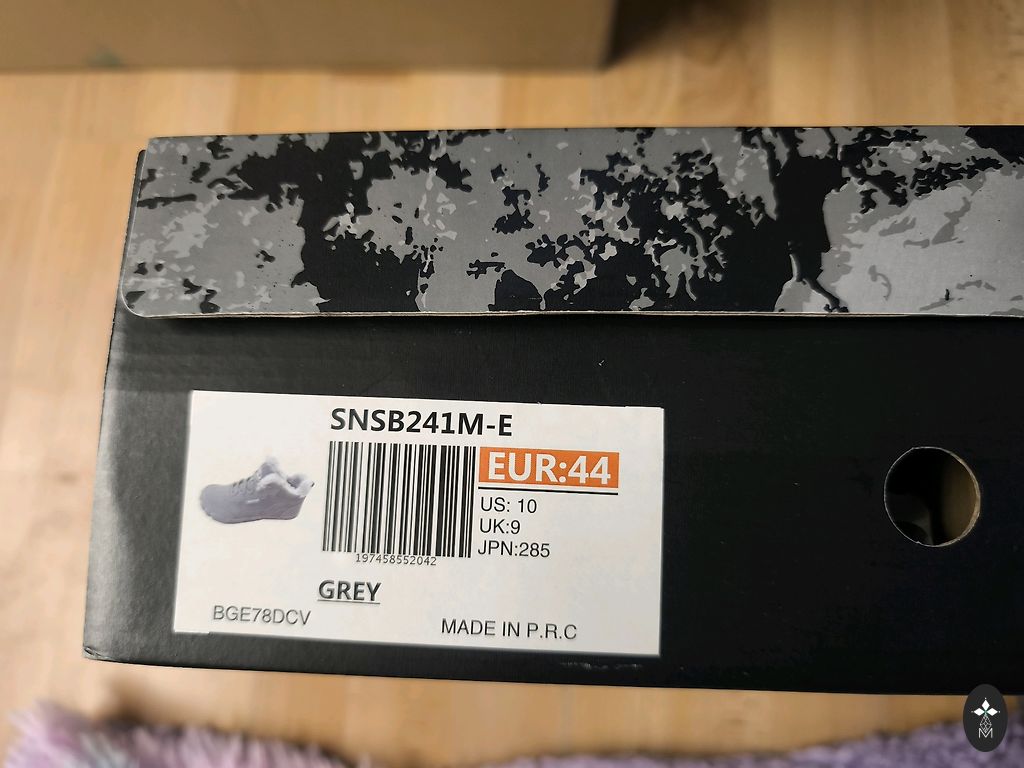 SNSB241M-E
EUR:44
US: 10
UK:9
JPN:285
197458552042
GREY
BGE78DCV
MADE IN P.R.C